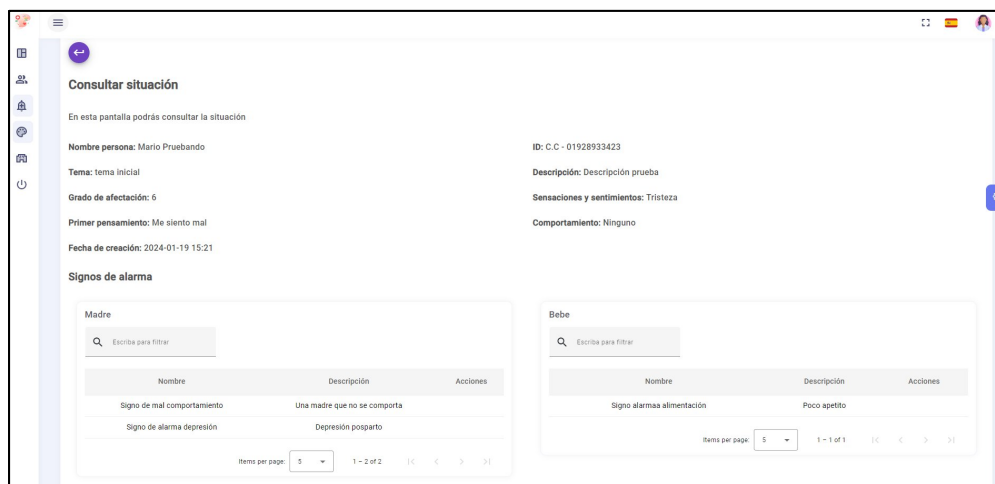 Consultar situación
En esta pantalla podrás consultar la situación
Nombre persona: Mario Pruebando
ID: C.C - 01928933423
Tema: tema inicial
Descripción: Descripción prueba
Grado de afectación: 6
Sensaciones y sentimientos: Tristeza
Primer pensamiento: Me siento mal
Comportamiento: Ninguno
Fecha de creación: 2024-01-19 15:21
Signos de alarma
Madre
Escriba para filtrar
Nombre Descripción Acciones
Signo de mal comportamiento Una madre que no se comporta
Signo de alarma depresión Depresión posparto
Items per page: 5 1 – 2 of 2
Bebe
Escriba para filtrar
Nombre Descripción Acciones
Signo alarmaa alimentación Poco apetito
Items per page: 5 1 – 1 of 1